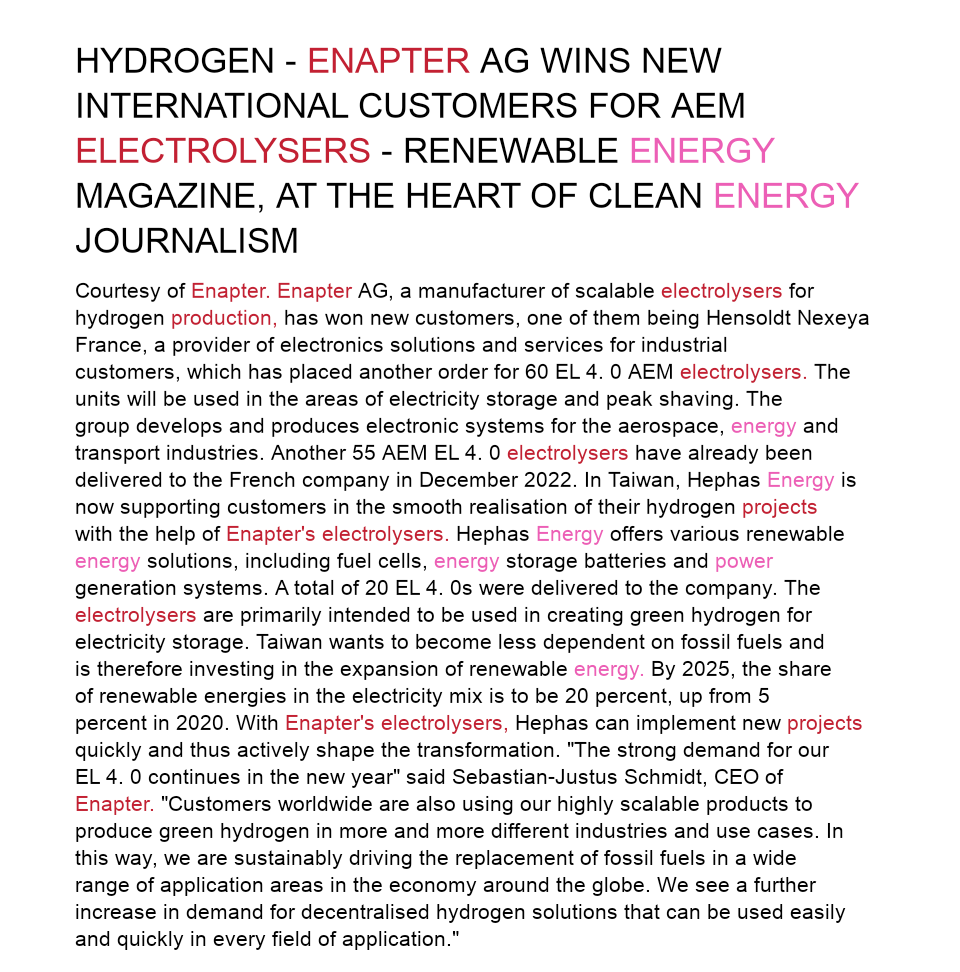 HYDROGEN - ENAPTER AG WINS NEW
INTERNATIONAL CUSTOMERS FOR AEM
ELECTROLYSERS - RENEWABLE ENERGY
MAGAZINE, AT THE HEART OF CLEAN ENERGY
JOURNALISM
Courtesy of Enapter. Enapter AG, a manufacturer of scalable electrolysers for
hydrogen production, has won new customers, one of them being Hensoldt Nexeya
France, a provider of electronics solutions and services for industrial
customers, which has placed another order for 60 EL 4. 0 AEM electrolysers. The
units will be used in the areas of electricity storage and peak shaving. The
group develops and produces electronic systems for the aerospace, energy and
transport industries. Another 55 AEM EL 4. 0 electrolysers have already been
delivered to the French company in December 2022. In Taiwan, Hephas Energy is
now supporting customers in the smooth realisation of their hydrogen projects
with the help of Enapter's electrolysers. Hephas Energy offers various renewable
energy solutions, including fuel cells, energy storage batteries and power
generation systems. A total of 20 EL 4. 0s were delivered to the company. The
electrolysers are primarily intended to be used in creating green hydrogen for
electricity storage. Taiwan wants to become less dependent on fossil fuels and
is therefore investing in the expansion of renewable energy. By 2025, the share
of renewable energies in the electricity mix is to be 20 percent, up from 5
percent in 2020. With Enapter's electrolysers, Hephas can implement new projects
quickly and thus actively shape the transformation. "The strong demand for our
EL 4. 0 continues in the new year" said Sebastian-Justus Schmidt, CEO of
Enapter. "Customers worldwide are also using our highly scalable products to
produce green hydrogen in more and more different industries and use cases. In
this way, we are sustainably driving the replacement of fossil fuels in a wide
range of application areas in the economy around the globe. We see a further
increase in demand for decentralised hydrogen solutions that can be used easily
and quickly in every field of application."